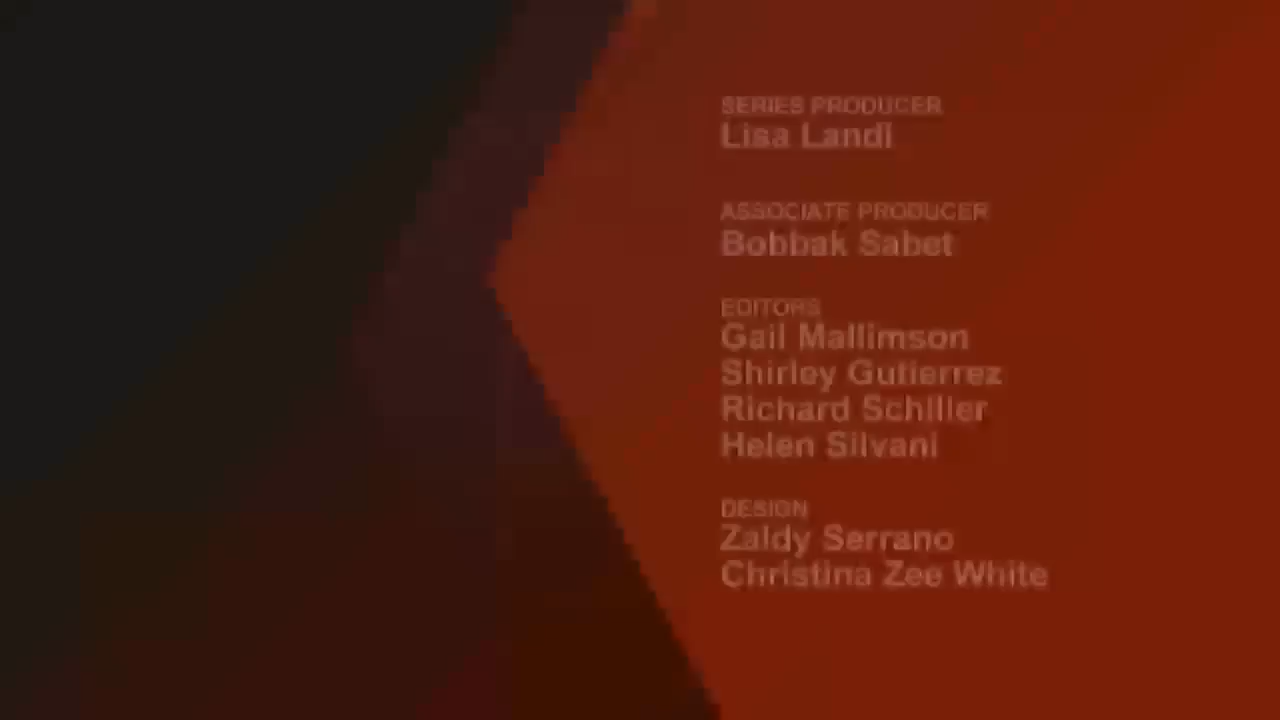 SERIES PRODUCER
Lisa Landi
ASSOCIATE PRODUCER
Bobbak Sabet
EDITORS
Gail Mallimson
Shirley Gutierrez
Richard Schiller
Helen Silvani
DESIGN
Zaldy Serrano
Christina Zee White